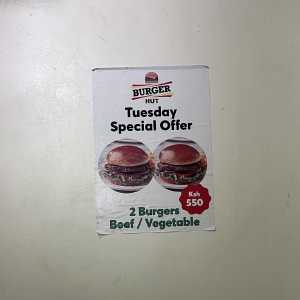 BURGER
HUT
Tuesday
Special Offer
Ksh
550
2 Burgers
Beef / Vegetable